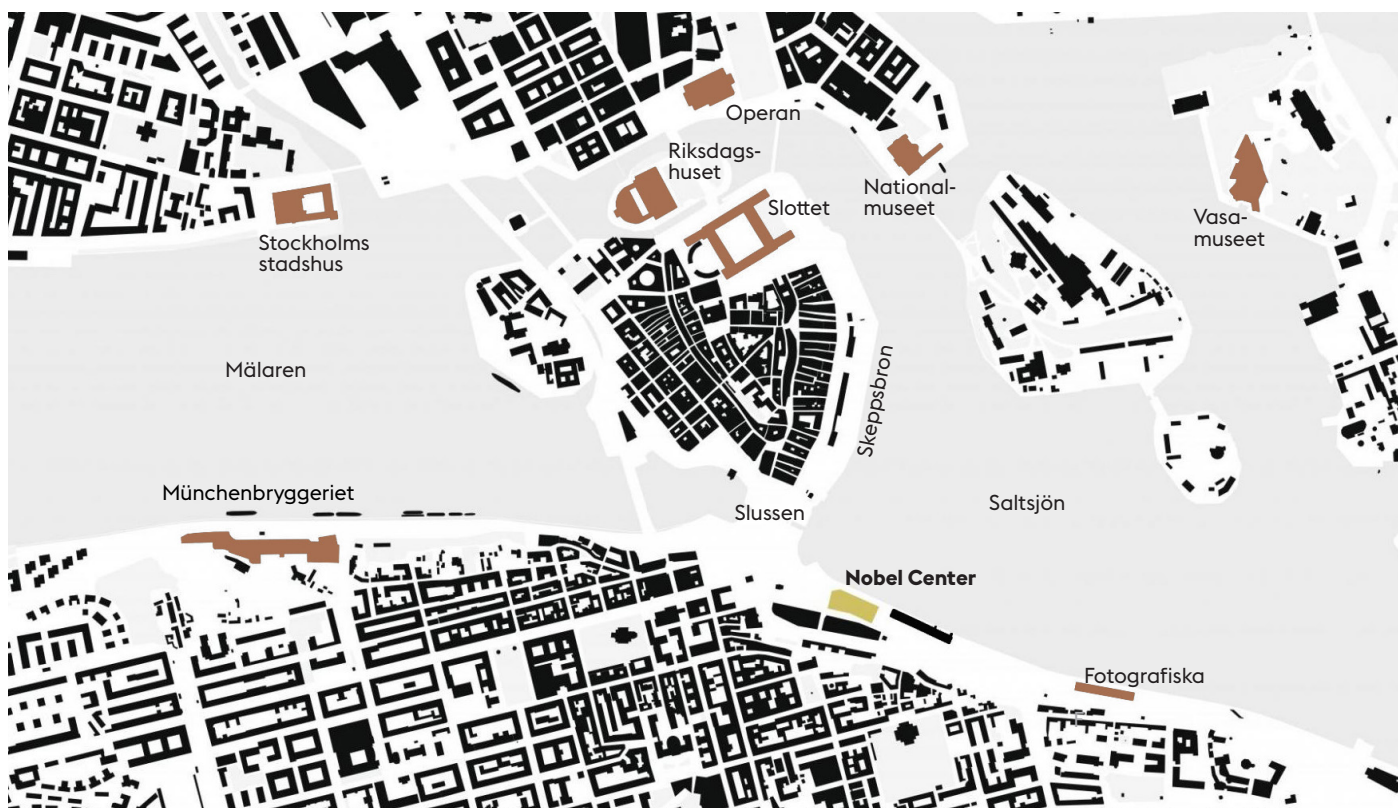 Operan
Riksdags-
huset
National-
museet
Slottet
Vasa-
museet
Stockholms
stadshus
Mälaren
Skeppsbron
Münchenbryggeriet
Slussen
Saltsjön
Nobel Center
Fotografiska